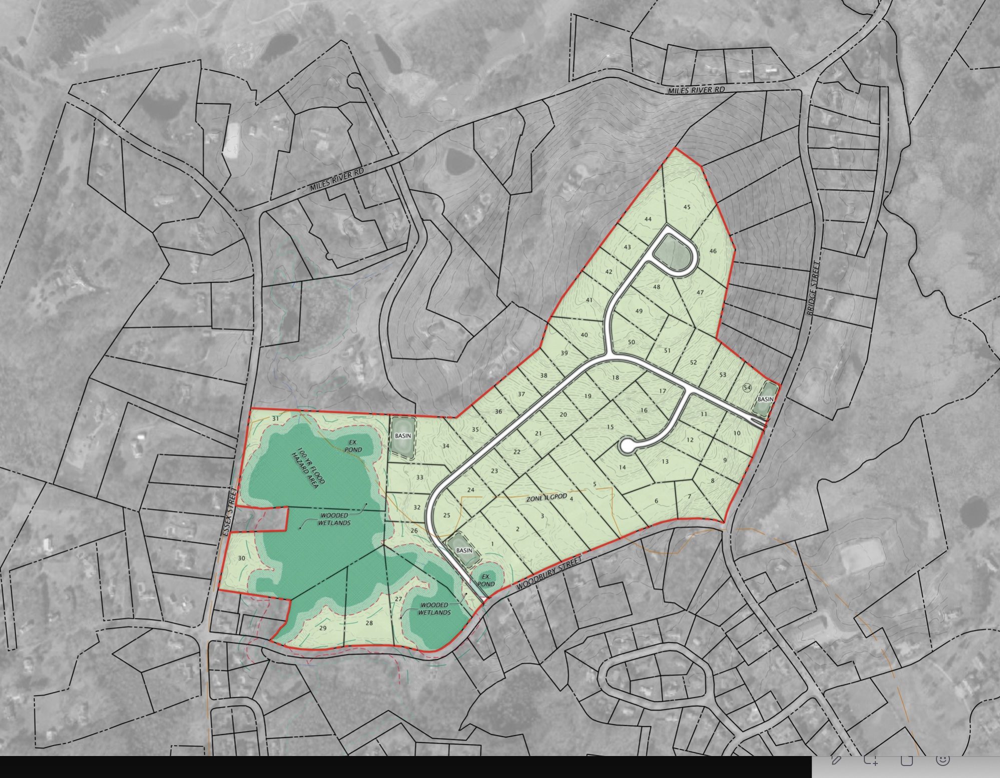 MILES RIVER RD
MILES RIVER RD
45
44
43
46
42
48
47
41
49
40
50
51
39
52
38
53
18
54
17
37
19
BASIN
36
20
16
11
31
35
21
15
10
BASIN
34
12
EX.
POND
22
9
13
14
100-YR FLOOD
HAZARD AREA
23
33
8
5
24
ZONE II GPOD
4
7
6
32
25
3
WOODED
WETLANDS
26
2
1
BASIN
30
EX.
POND
27
WOODED
WETLANDS
28
29
BRIDGE STREET
ESSEX STREET
WOODBURY STREET